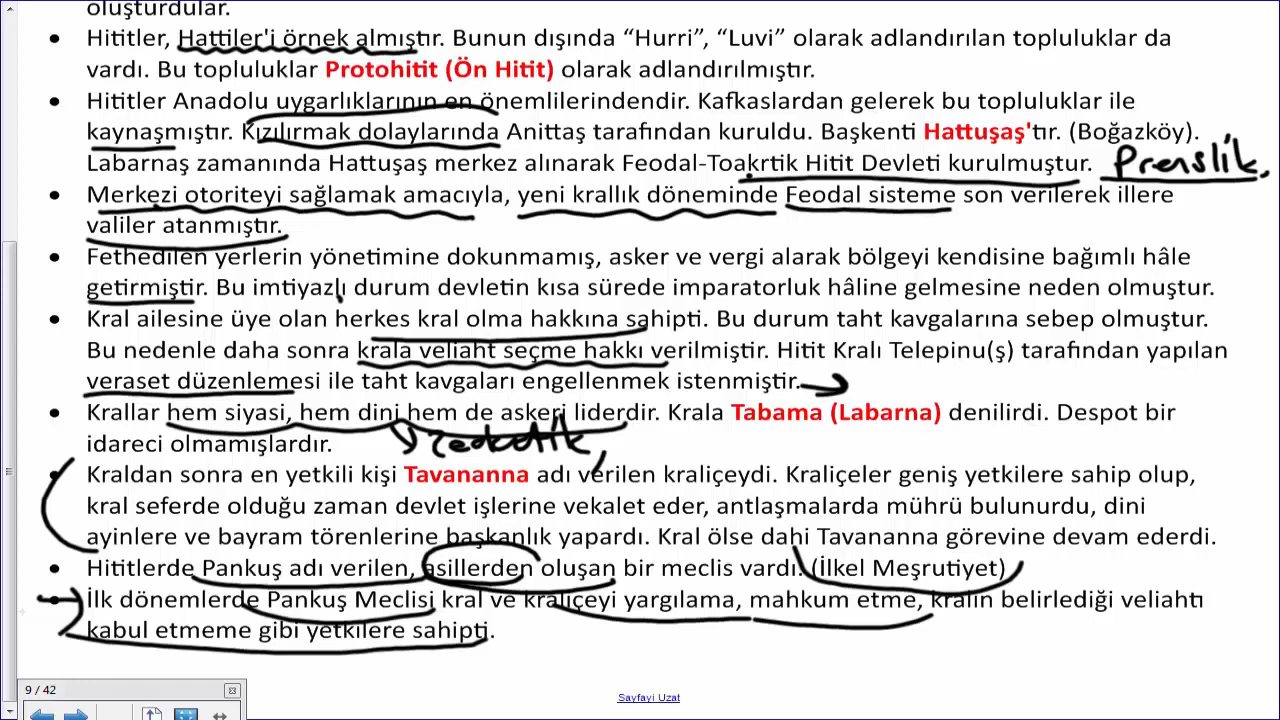 oluşturdular.
• Hititler, Hattiler'i örnek almıştır. Bunun dışında “Hurri”, “Luvi” olarak adlandırılan topluluklar da
vardı. Bu topluluklar Protohitit (Ön Hitit) olarak adlandırılmıştır.
• Hititler Anadolu uygarlıklarının en önemlilerindendir. Kafkaslardan gelerek bu topluluklar ile
kaynaşmıştır. Kızılırmak dolaylarında Anittaş tarafından kuruldu. Başkenti Hattuşaş'tır. (Boğazköy).
Labarnaş zamanında Hattuşaş merkez alınarak Feodal-Toakrtik Hitit Devleti kurulmuştur. Prenslik.
• Merkezi otoriteyi sağlamak amacıyla, yeni krallık döneminde Feodal sisteme son verilerek illere
valiler atanmıştır.
• Fethedilen yerlerin yönetimine dokunmamış, asker ve vergi alarak bölgeyi kendisine bağımlı hâle
getirmiştir. Bu imtiyazlı durum devletin kısa sürede imparatorluk hâline gelmesine neden olmuştur.
• Kral ailesine üye olan herkes kral olma hakkına sahipti. Bu durum taht kavgalarına sebep olmuştur.
Bu nedenle daha sonra krala veliaht seçme hakkı verilmiştir. Hitit Kralı Telepinu(ş) tarafından yapılan
veraset düzenlemesi ile taht kavgaları engellenmek istenmiştir.
• Krallar hem siyasi, hem dini hem de askeri liderdir. Krala Tabama (Labarna) denilirdi. Despot bir
idareci olmamışlardır.
• Kraldan sonra en yetkili kişi Tavananna adı verilen kraliçeydi. Kraliçeler geniş yetkilere sahip olup,
kral seferde olduğu zaman devlet işlerine vekalet eder, antlaşmalarda mührü bulunurdu, dini
ayinlere ve bayram törenlerine başkanlık yapardı. Kral ölse dahi Tavananna görevine devam ederdi.
• Hititlerde Pankuş adı verilen, asillerden oluşan bir meclis vardı. (İlkel Meşrutiyet)
• İlk dönemlerde Pankuş Meclisi kral ve kraliçeyi yargılama, mahkum etme, kralın belirlediği veliahtı
kabul etmeme gibi yetkilere sahipti.
9 / 42
Sayfayi Uzat